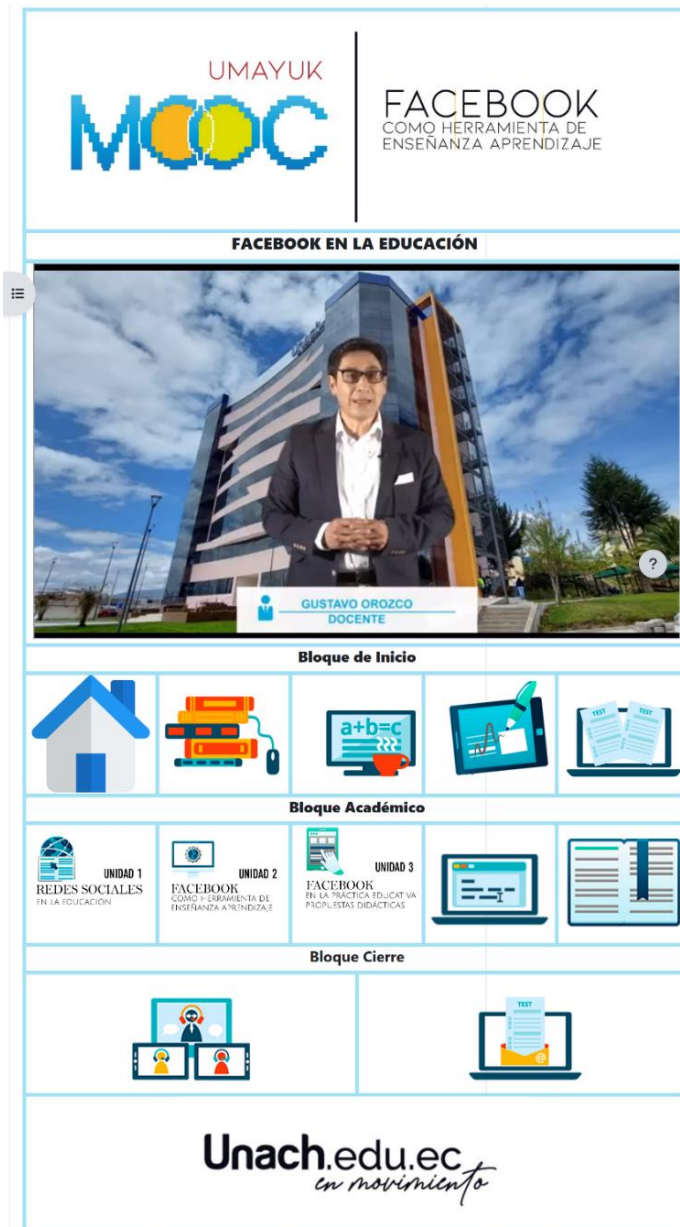 UMAYUK
MOOC
FACEBOOK
COMO HERRAMIENTA DE
ENSEÑANZA APRENDIZAJE
FACEBOOK EN LA EDUCACIÓN
?
GUSTAVO OROZCO
DOCENTE
Bloque de Inicio
a+b=c
TEST
TEST
Bloque Académico
UNIDAD 1
REDES SOCIALES
EN LA EDUCACIÓN
UNIDAD 2
FACEBOOK
COMO HERRAMIENTA DE
ENSEÑANZA APRENDIZAJE
UNIDAD 3
FACEBOOK
EN LA PRÁCTICA EDUCATIVA
PROPUESTAS DIDÁCTICAS
Bloque Cierre
TEST
@
Unach.edu.ec
en movimiento